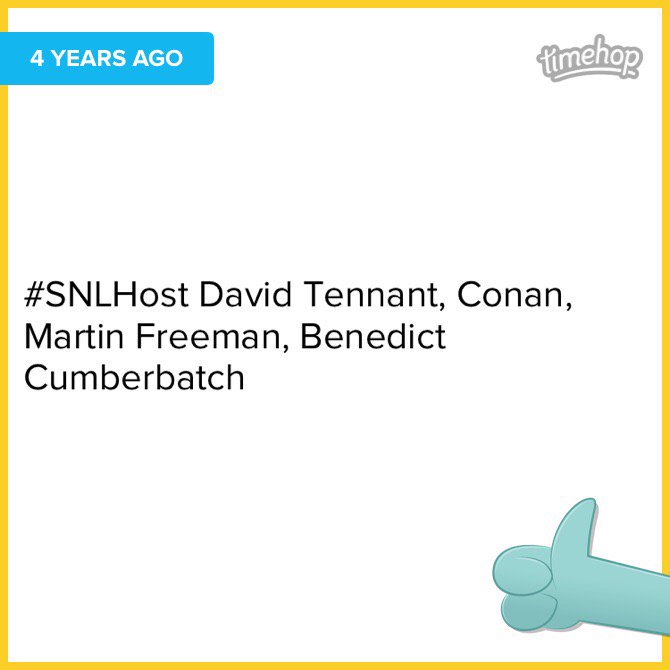 4 YEARS AGO
timehop
#SNLHost David Tennant, Conan,
Martin Freeman, Benedict
Cumberbatch